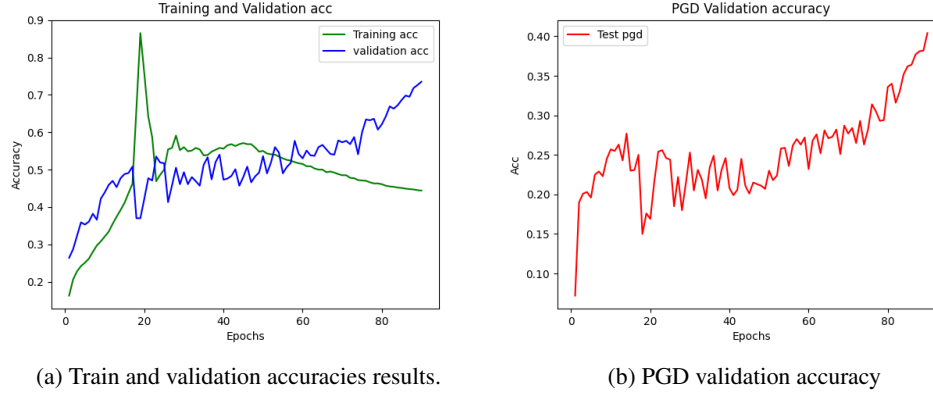 Training and Validation acc
0.9
0.8
0.7
0.6
0.5
0.4
0.3
0.2
Accuracy
Training acc
validation acc
0
20
40
60
80
Epochs
(a) Train and validation accuracies results.
PGD Validation accuracy
0.40
0.35
0.30
0.25
0.20
0.15
0.10
Acc
Test pgd
0
20
40
60
80
Epochs
(b) PGD validation accuracy